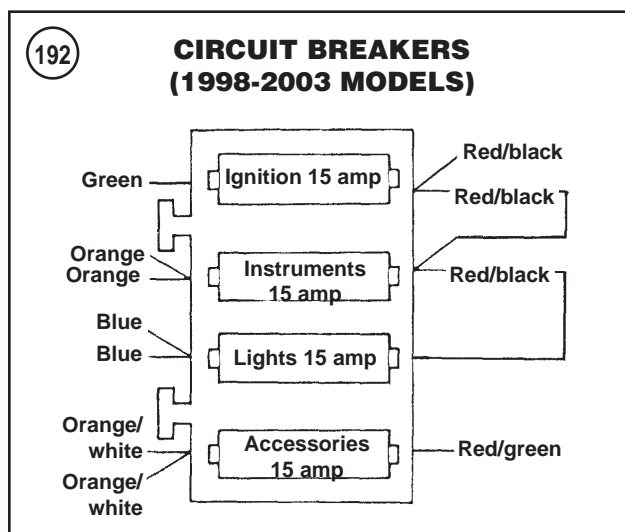 192
CIRCUIT BREAKERS
(1998-2003 MODELS)
Red/black
Green
Ignition 15 amp
Red/black
Orange
Orange
Instruments
15 amp
Red/black
Blue
Blue
Lights 15 amp
Orange/
white
Orange/
white
Accessories
15 amp
Red/green